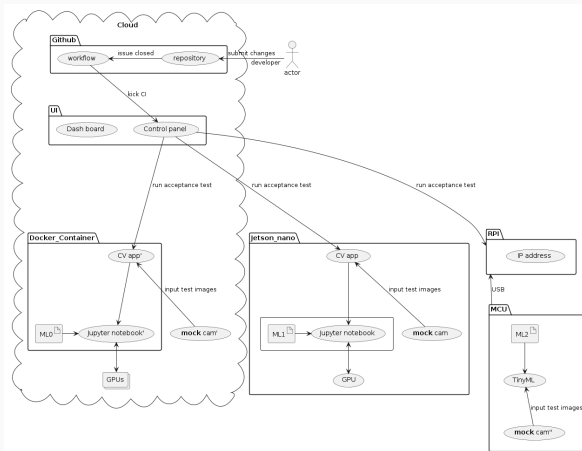 Cloud
Github
workflow
issue closed
repository
submit changes
developer
actor
kick CI
UI
Dash board
Control panel
run acceptance test
run acceptance test
run acceptance test
Docker_Container
CV app'
input test images
ML0
Jupyter notebook'
mock cam'
GPUs
Jetson_nano
CV app
input test images
ML1
Jupyter notebook
mock cam
GPU
RPI
IP address
USB
MCU
ML2
TinyML
input test images
mock cam''